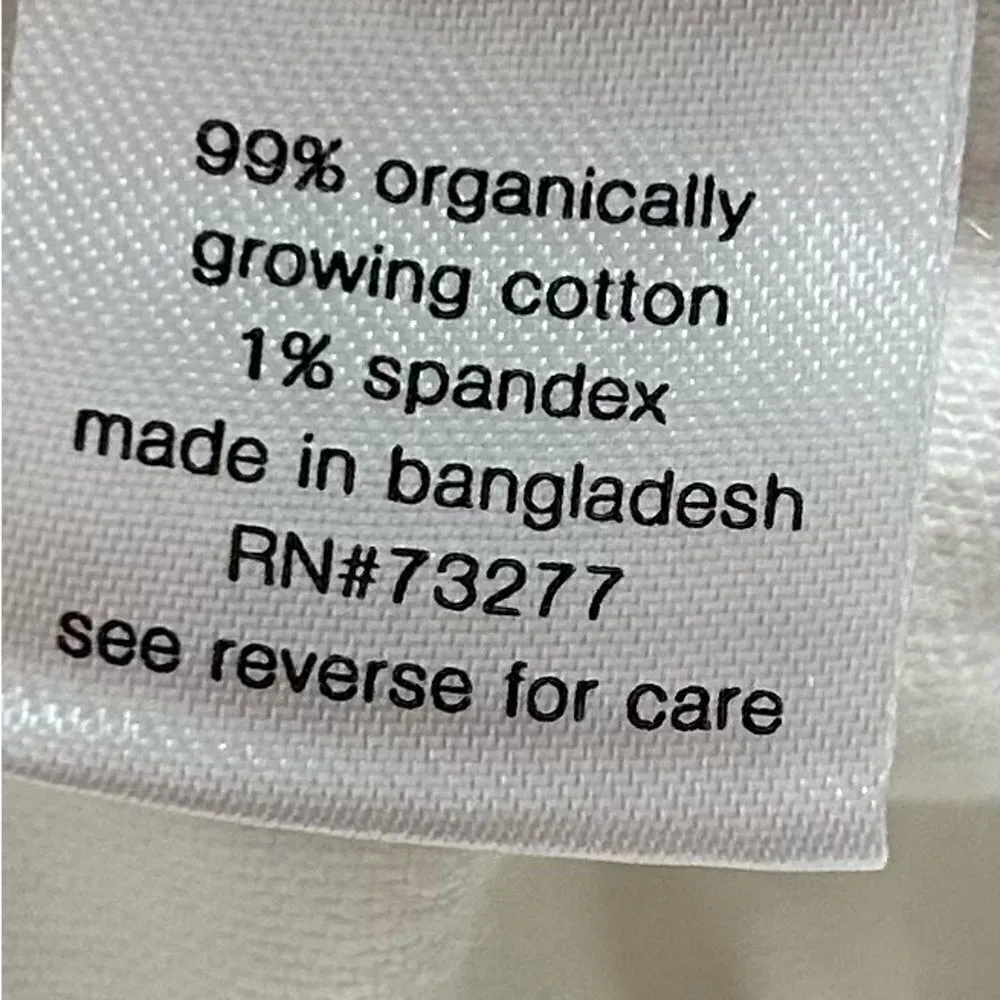 99% organically
growing cotton
1% spandex
made in bangladesh
RN#73277
see reverse for care